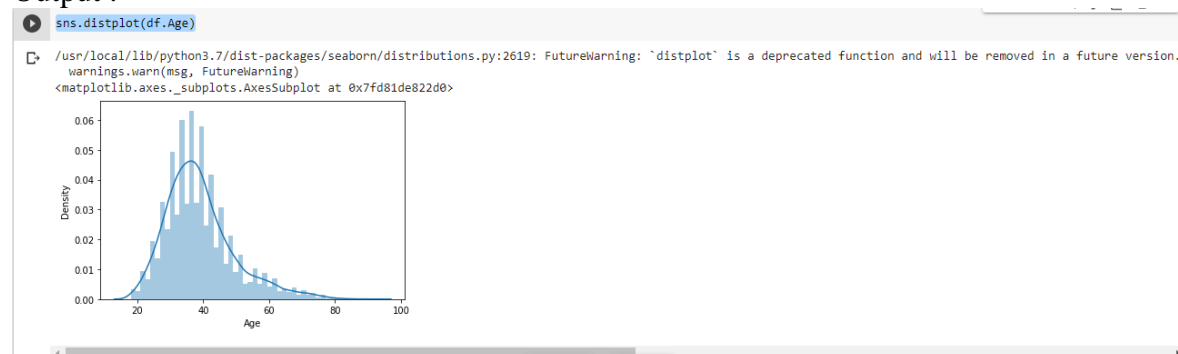 Output :
sns.distplot(df.Age)
/usr/local/lib/python3.7/dist-packages/seaborn/distributions.py:2619: FutureWarning: `distplot` is a deprecated function and will be removed in a future version.
warnings.warn(msg, FutureWarning)
<matplotlib.axes._subplots.AxesSubplot at 0x7fd81de822d0>
0.06
0.05
0.04
0.03
0.02
0.01
0.00
Density
20 40 60 80 100
Age